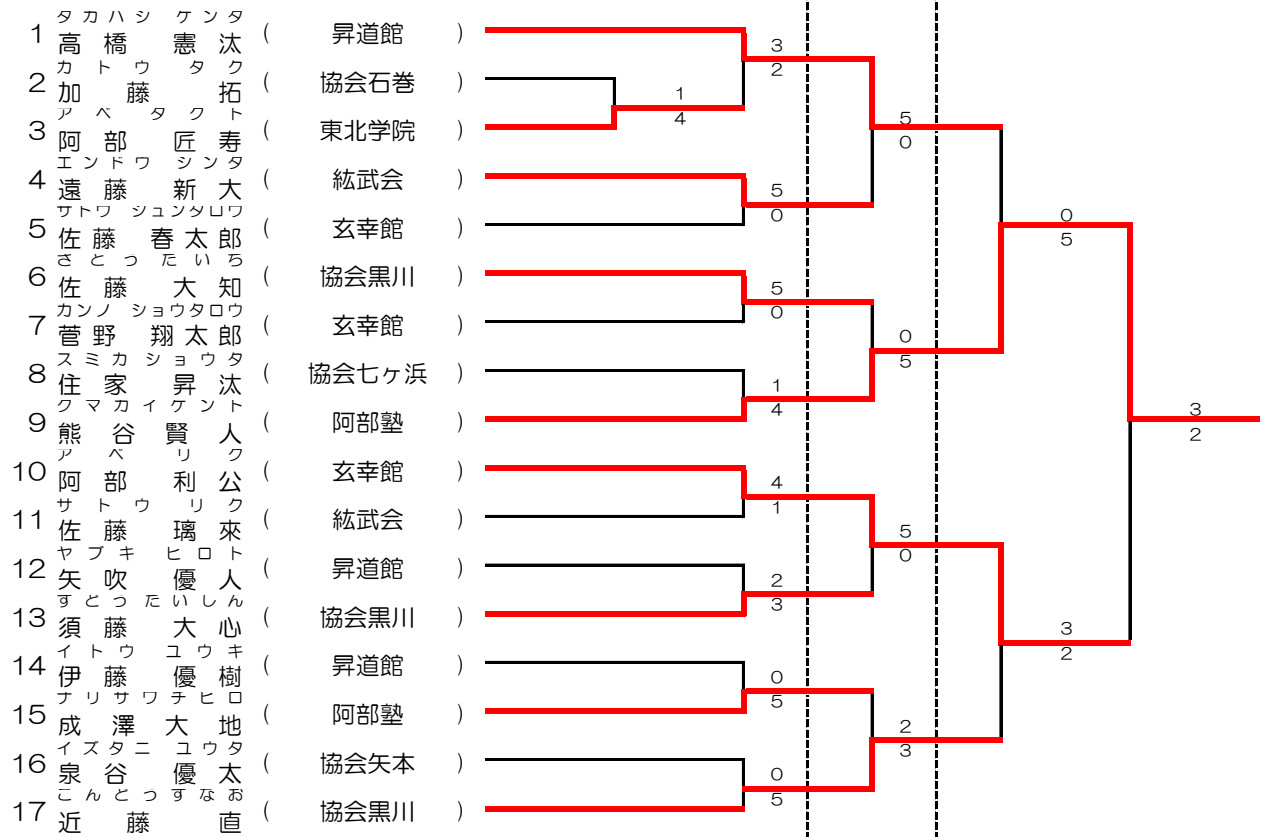 タカハシ ケンタ
1 高橋 憲汰 ( 昇道館 )
カトウ タク
2 加藤 拓 ( 協会石巻 )
アベ タクト
3 阿部 匠寿 ( 東北学院 )
エンドウ シンタ
4 遠藤 新大 ( 紘武会 )
サトウ シュンタロウ
5 佐藤 春太郎 ( 玄幸館 )
さとう たいち
6 佐藤 大知 ( 協会黒川 )
カンノ ショウタロウ
7 菅野 翔太郎 ( 玄幸館 )
スミカ ショウタ
8 住家 昇汰 ( 協会七ヶ浜 )
クマカイケント
9 熊谷賢人 ( 阿部塾 )
アベ リク
10 阿部 利公 ( 玄幸館 )
サトウ リク
11 佐藤 璃來 ( 紘武会 )
ヤブキ ヒロト
12 矢吹 優人 ( 昇道館 )
すとう たいしん
13 須藤 大心 ( 協会黒川 )
イトウ ユウキ
14 伊藤 優樹 ( 昇道館 )
ナリサワチヒロ
15 成澤大地 ( 阿部塾 )
イズタニ ユウタ
16 泉谷 優太 ( 協会矢本 )
こんどうすなお
17 近藤 直 ( 協会黒川 )
1
4
3
2
5
0
5
0
1
4
4
1
2
3
0
5
0
5
5
0
0
5
5
0
2
3
0
5
3
2
3
2